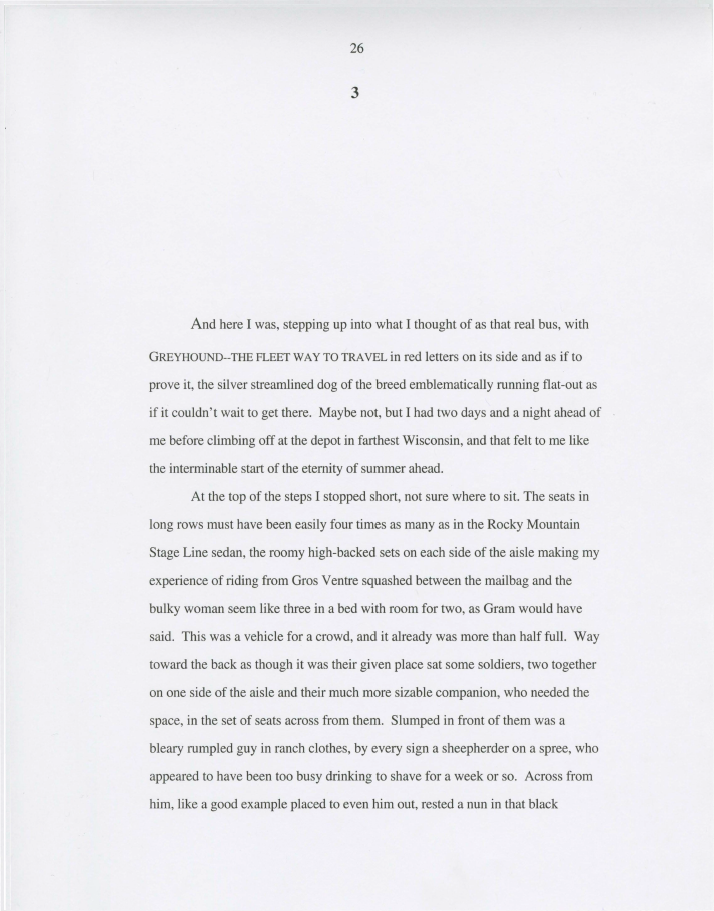 26
3
And here I was, stepping up into what I thought of as that real bus, with
GREYHOUND--THE FLEET WAY TO TRAVEL in red letters on its side and as if to
prove it, the silver streamlined dog of the breed emblematically running flat-out as
if it couldn't wait to get there.  Maybe not, but I had two days and a night ahead of
me before climbing off at the depot in farthest Wisconsin, and that felt to me like
the interminable start of the eternity of summer ahead.
At the top of the steps I stopped short, not sure where to sit. The seats in
long rows must have been easily four times as many as in the Rocky Mountain
Stage Line sedan, the roomy high-backed sets on each side of the aisle making my
experience of riding from Gros Ventre squashed between the mailbag and the
bulky woman seem like three in a bed with room for two, as Gram would have
said.  This was a vehicle for a crowd, and it already was more than half full.  Way
toward the back as though it was their given place sat some soldiers, two together
on one side of the aisle and their much more sizable companion, who needed the
space, in the set of seats across from them.  Slumped in front of them was a
bleary rumpled guy in ranch clothes, by every sign a sheepherder on a spree, who
appeared to have been too busy drinking to shave for a week or so.  Across from
him, like a good example placed to even him out, rested a nun in that black